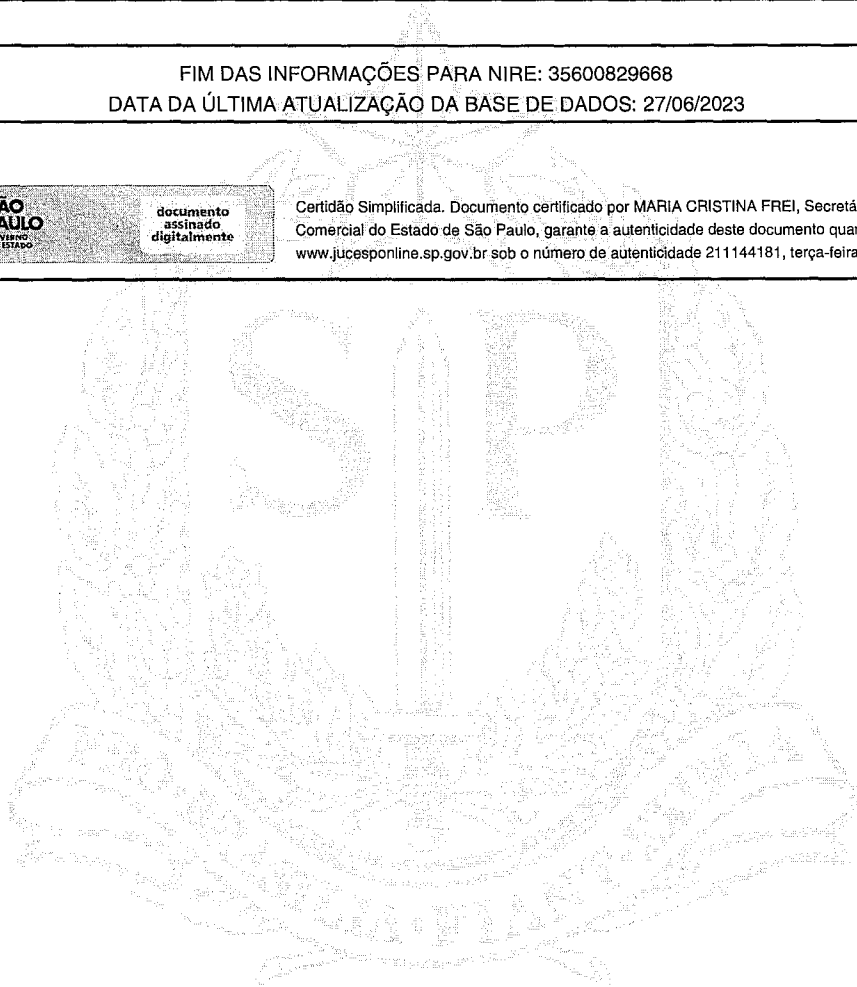 FIM DAS INFORMAÇÕES PARA NIRE: 35600829668
DATA DA ÚLTIMA ATUALIZAÇÃO DA BASE DE DADOS: 27/06/2023
documento
assinado
digitalmente
Certidão Simplificada. Documento certificado por MARIA CRISTINA FREI, Secretá
Comercial do Estado de São Paulo, garante a autenticidade deste documento quan
www.jucesponline.sp.gov.br sob o número de autenticidade 211144181, terça-feira
SP